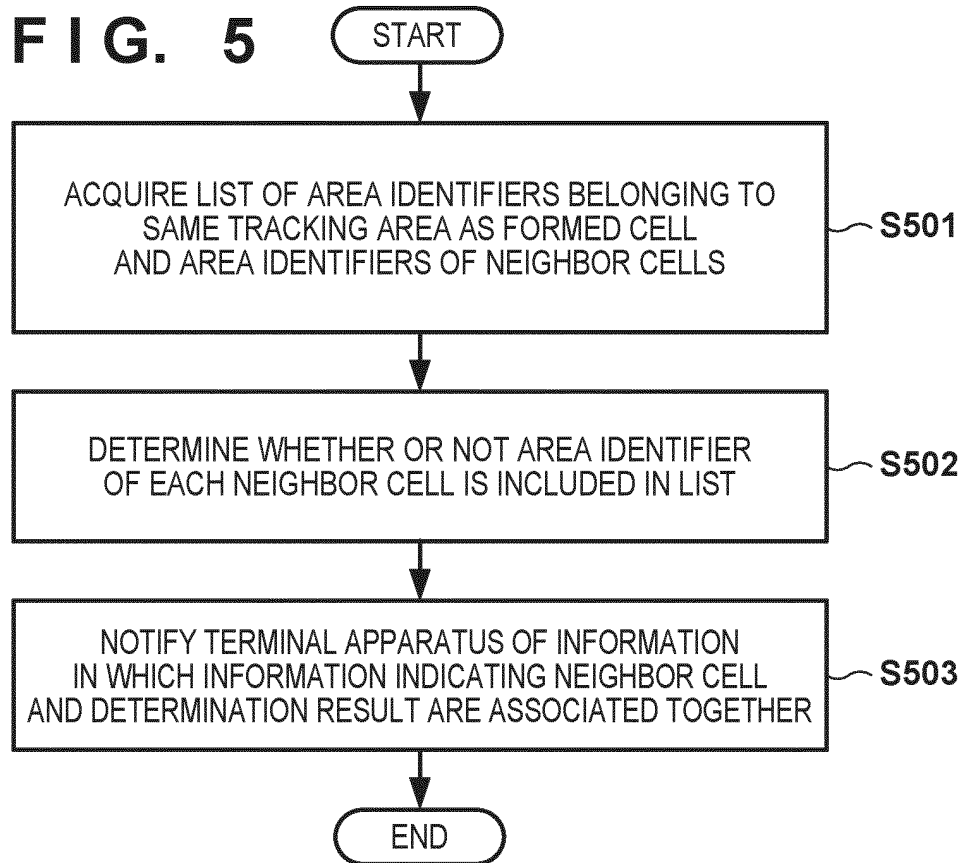 FIG. 5
START
ACQUIRE LIST OF AREA IDENTIFIERS BELONGING TO
SAME TRACKING AREA AS FORMED CELL
AND AREA IDENTIFIERS OF NEIGHBOR CELLS
S501
DETERMINE WHETHER OR NOT AREA IDENTIFIER
OF EACH NEIGHBOR CELL IS INCLUDED IN LIST
S502
NOTIFY TERMINAL APPARATUS OF INFORMATION
IN WHICH INFORMATION INDICATING NEIGHBOR CELL
AND DETERMINATION RESULT ARE ASSOCIATED TOGETHER
S503
END